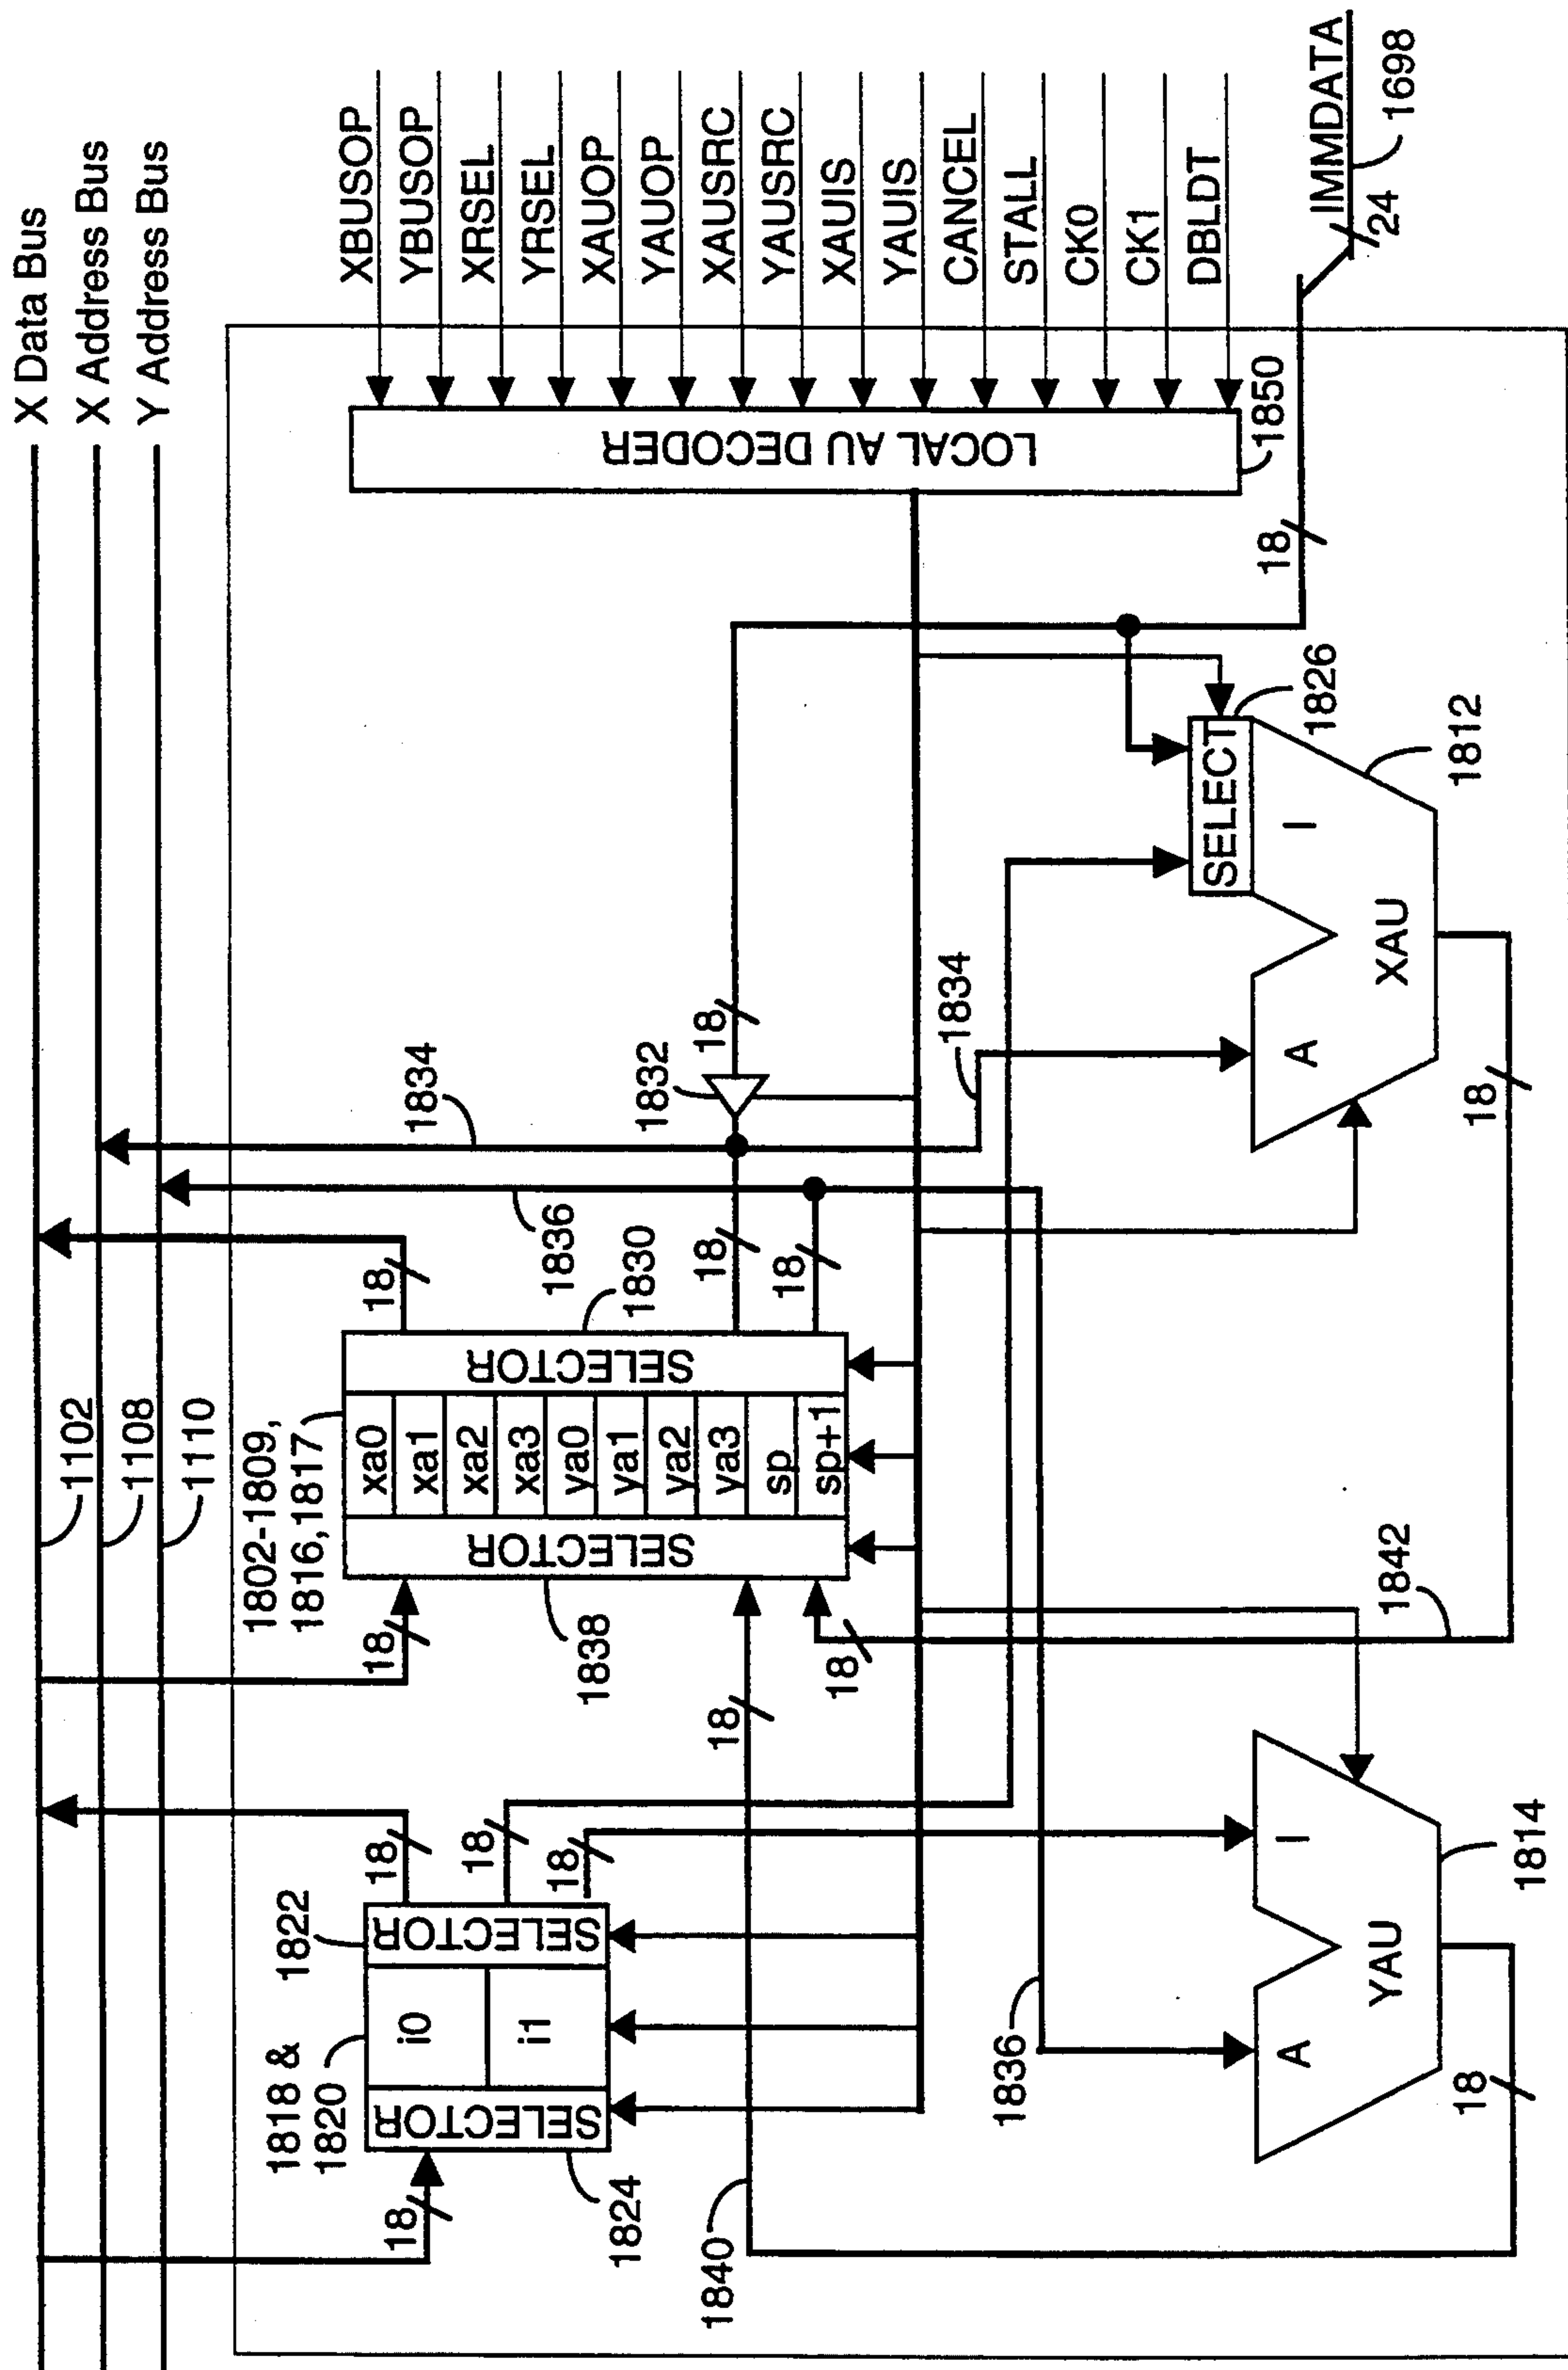 X Data Bus
X Address Bus
Y Address Bus
1102
1108
1110
XBUSOP
YBUSOP
XRSEL
YRSEL
XAUOP
YAUOP
XAUSRC
YAUSRC
XAUIS
YAUIS
CANCEL
STALL
CK0
CK1
DBLDT
LOCAL AU DECODER
1850
IMMDATA
1698
24
18
1818 &
1820
1822
18
SELECTOR
i0
i1
SELECTOR
1824
18
18
18
1802-1809,
1816,1817
18
SELECTOR
xa0
xa1
xa2
xa3
ya0
ya1
ya2
ya3
sp
sp+1
SELECTOR
1838
1830
18
18
18
1836
1834
1832
18
18
18
1840
1842
1836
1834
A
I
YAU
1814
18
A
SELECT
I
XAU
1826
1812
18